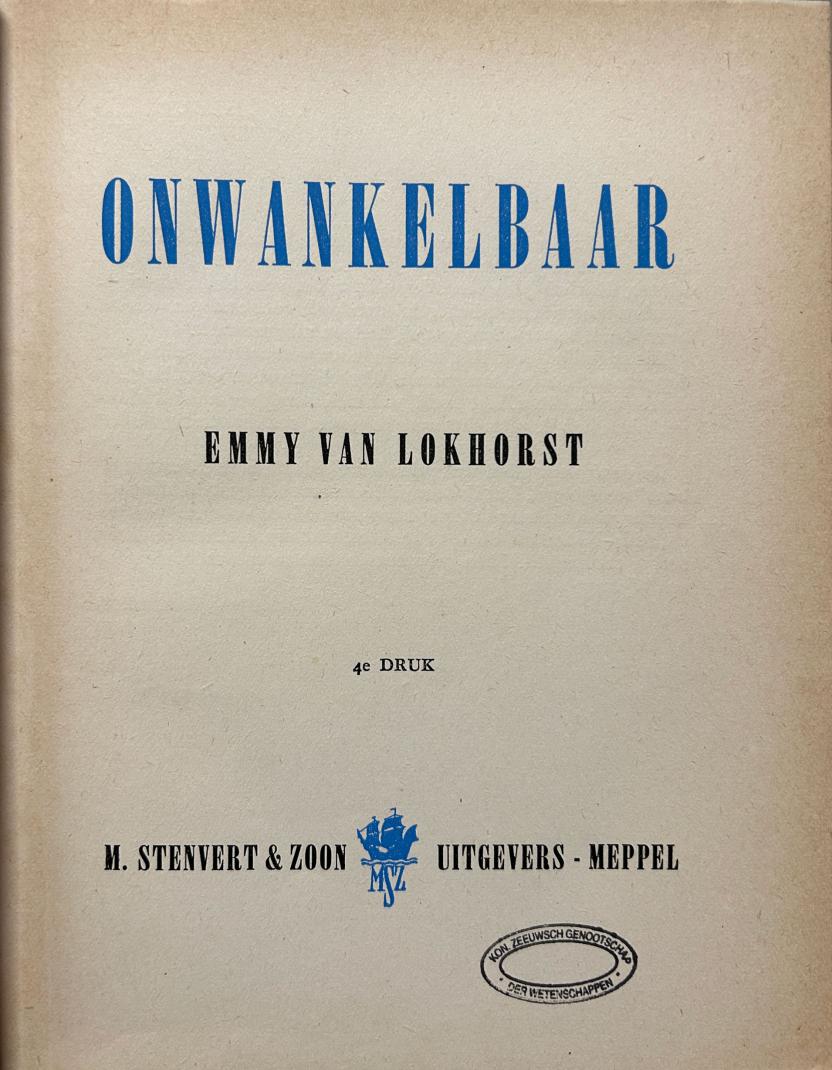 ONWANKELBAAR
EMMY VAN LOKHORST
4e DRUK
M. STENVERT & ZOON UITGEVERS - MEPPEL
MSZ
KON. ZEEUWSCH GENOOTSCHAP
DER WETENSCHAPPEN